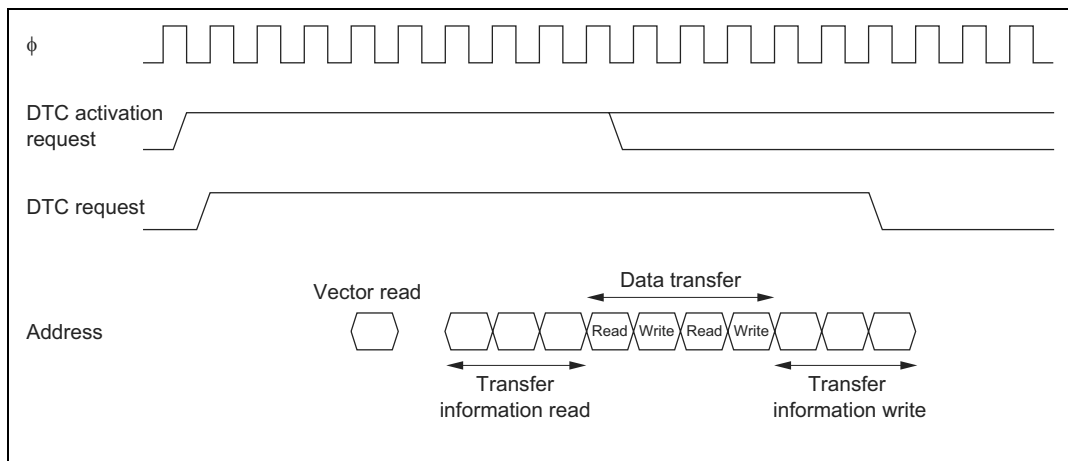 ϕ
DTC activation
request
DTC request
Data transfer
Vector read
Address
Read Write Read Write
Transfer
information read
Transfer
information write